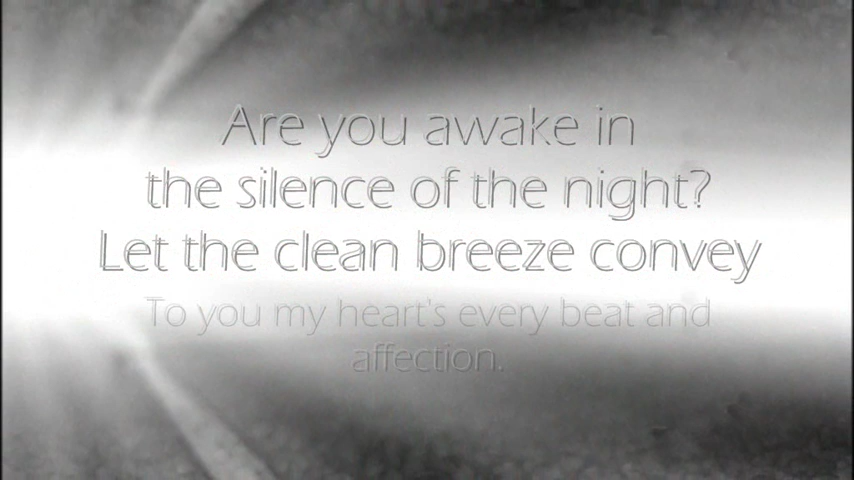 Are you awake in
the silence of the night?
Let the clean breeze convey
To you my heart's every beat and
affection.